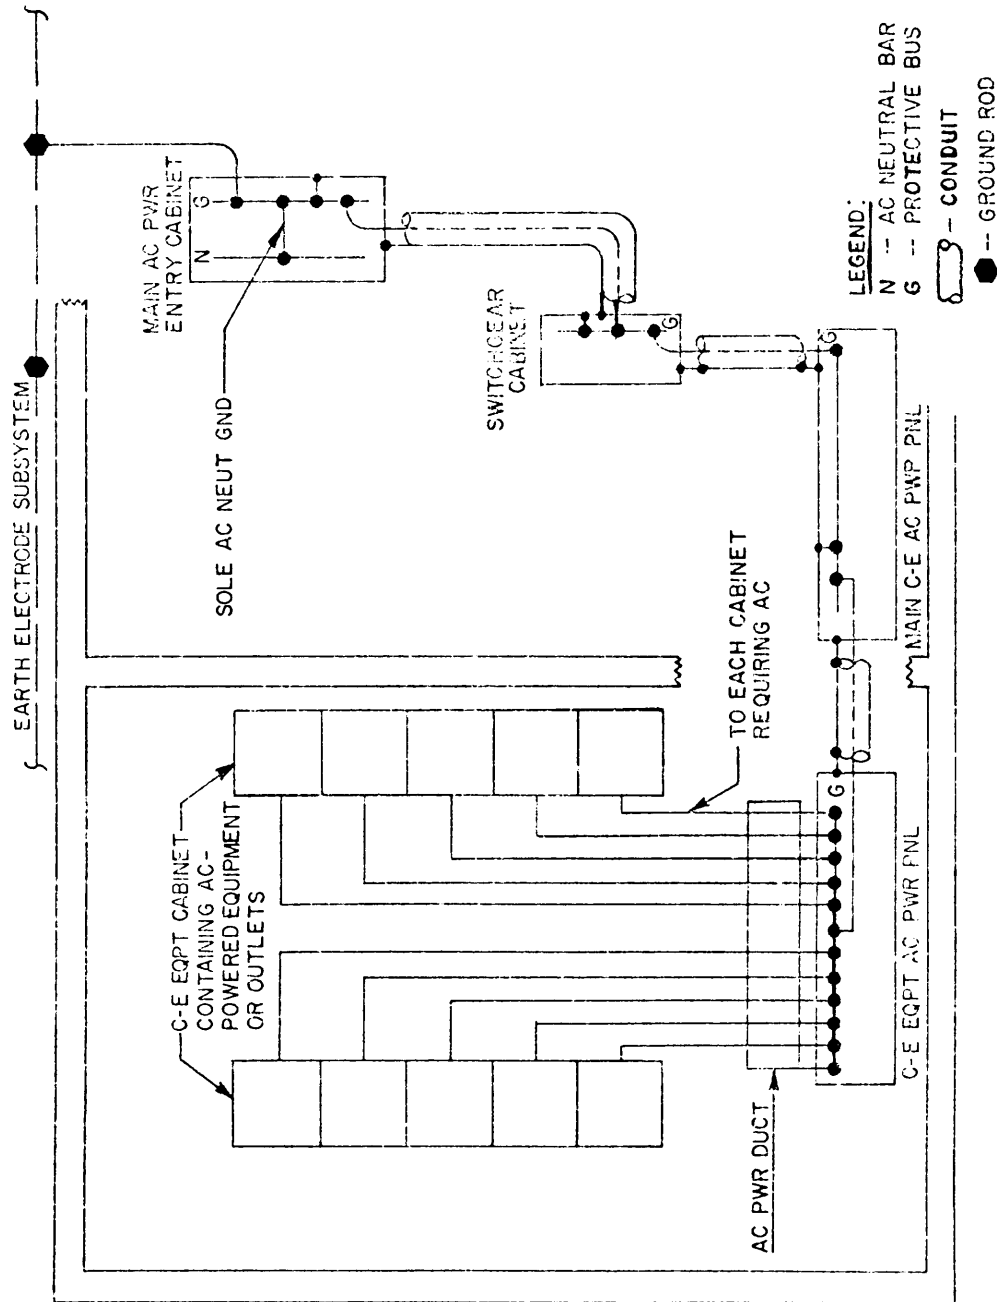 EARTH ELECTRODE SUBSYSTEM
MAIN AC PWR
ENTRY CABINET
N
G
SOLE AC NEUT GND
SWITCHGEAR
CABINET
G
C-E EQPT CABINET
CONTAINING AC-
POWERED EQUIPMENT
OR OUTLETS
TO EACH CABINET
REQUIRING AC
G
MAIN C-E AC PWP PNL
AC PWR DUCT
G
C-E EQPT AC PWR PNL
LEGEND:
N -- AC NEUTRAL BAR
G -- PROTECTIVE BUS
-- CONDUIT
-- GROUND ROD